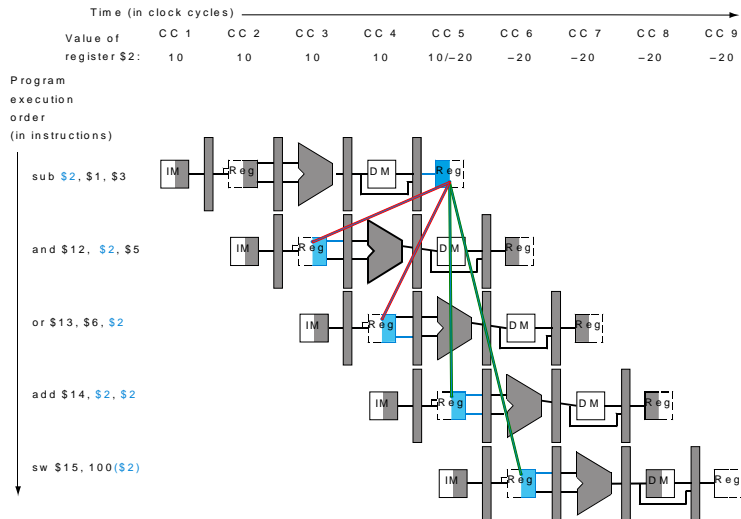 Time (in clock cycles)
CC 1 CC 2 CC 3 CC 4 CC 5 CC 6 CC 7 CC 8 CC 9
Value of
register $2: 10 10 10 10 10/–20 –20 –20 –20 –20
Program
execution
order
(in instructions)
sub $2, $1, $3
IM Reg DM Reg
and $12, $2, $5
IM Reg DM Reg
or $13, $6, $2
IM Reg DM Reg
add $14, $2, $2
IM Reg DM Reg
sw $15, 100($2)
IM Reg DM Reg